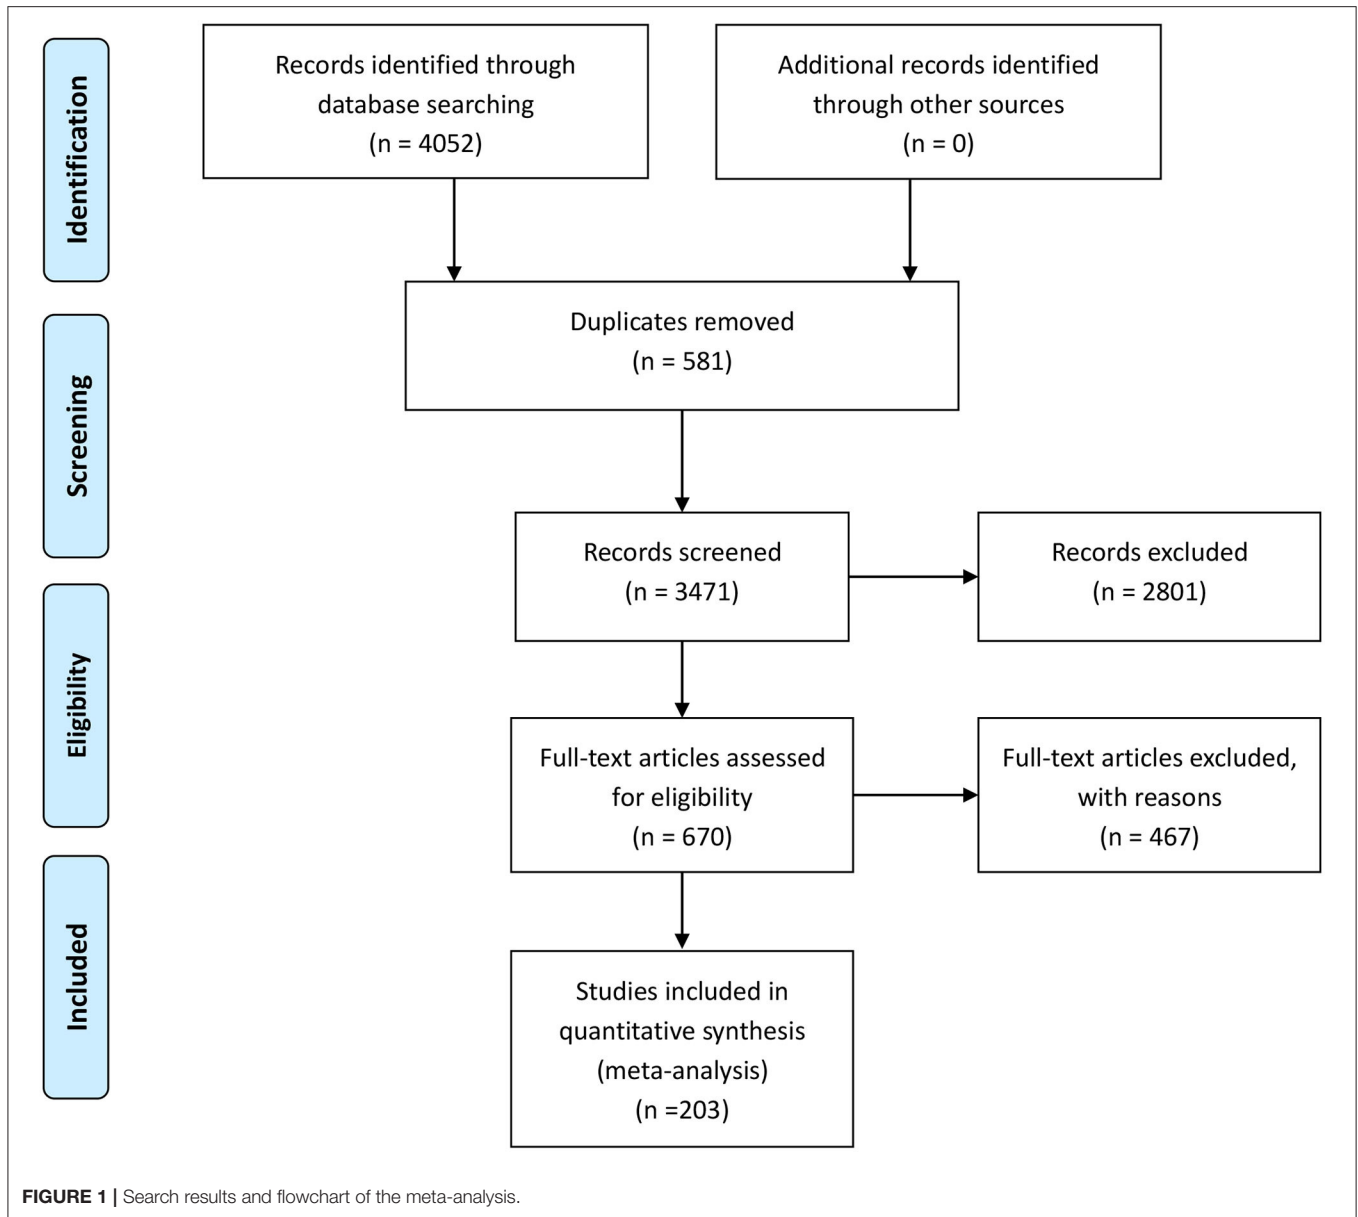 Identification
Records identified through
database searching
(n = 4052)
Additional records identified
through other sources
(n = 0)
Duplicates removed
(n = 581)
Screening
Records screened
(n = 3471)
Records excluded
(n = 2801)
Eligibility
Full-text articles assessed
for eligibility
(n = 670)
Full-text articles excluded,
with reasons
(n = 467)
Included
Studies included in
quantitative synthesis
(meta-analysis)
(n =203)
FIGURE 1 | Search results and flowchart of the meta-analysis.